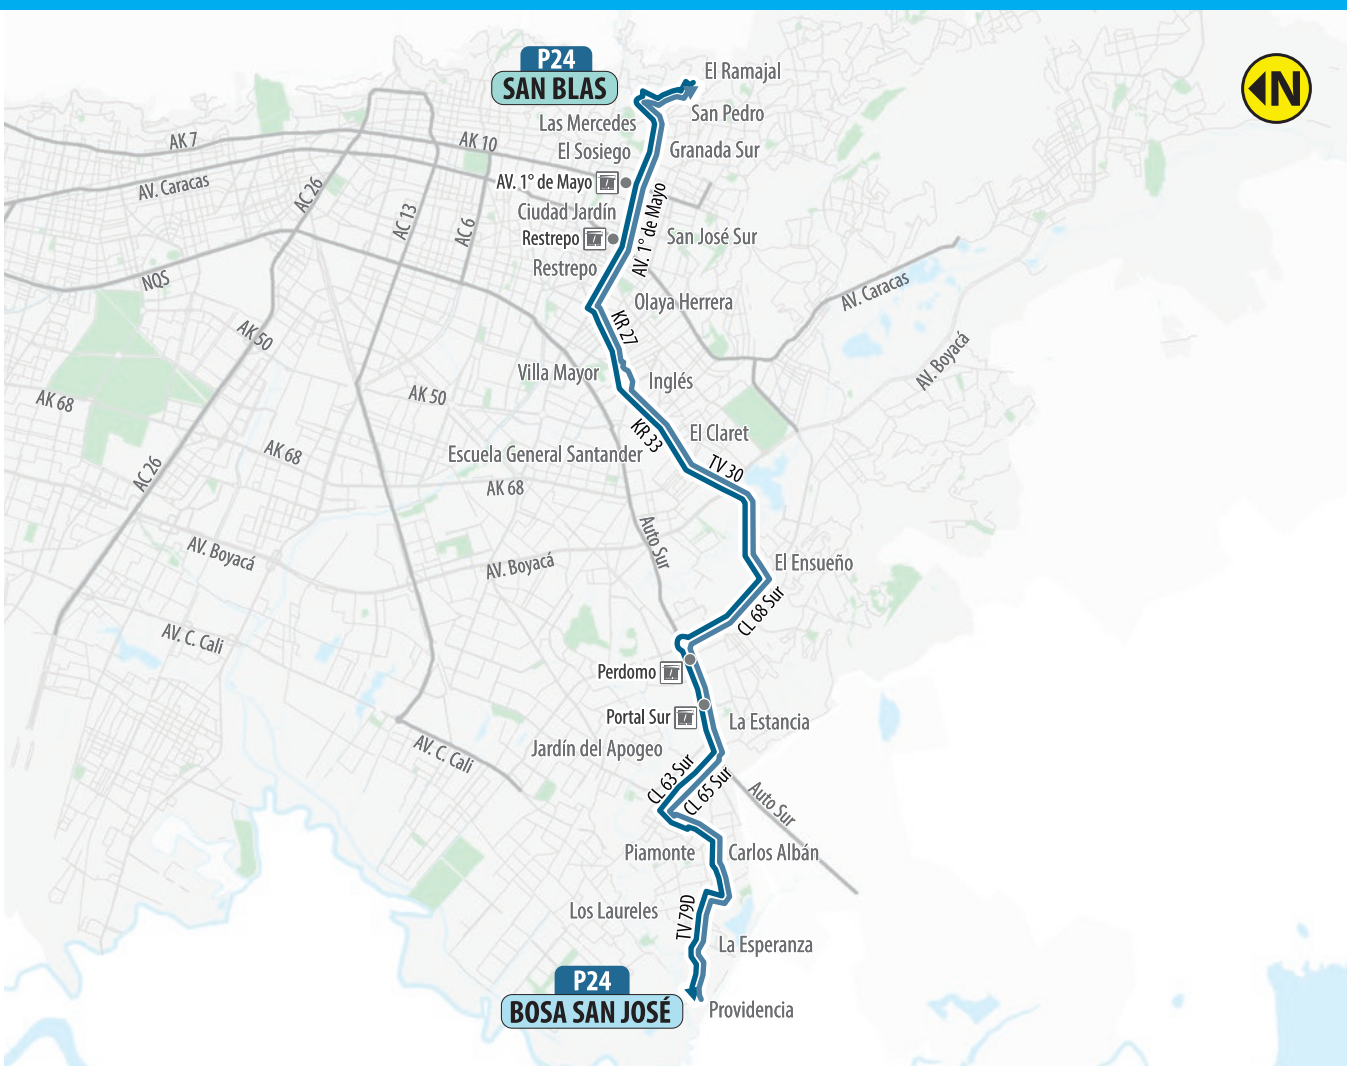 P24
SAN BLAS
El Ramajal
N
San Pedro
Las Mercedes
AK 7
AK 10
El Sosiego
Granada Sur
AV. Caracas
AC 26
AV. 1° de Mayo
Ciudad Jardín
AC 13
AC 6
AV. 1° de Mayo
Restrepo
San José Sur
Restrepo
NQS
AV. Caracas
Olaya Herrera
KR 27
AK 50
AV. Boyacá
Villa Mayor
Inglés
AK 68
AK 50
KR 33
El Claret
AK 68
Escuela General Santander
TV 30
AC 26
AK 68
Auto Sur
AV. Boyacá
AV. Boyacá
El Ensueño
CL 68 Sur
AV. C. Cali
Perdomo
Portal Sur
La Estancia
Jardín del Apogeo
AV. C. Cali
CL 63 Sur
CL 65 Sur
Auto Sur
Piamonte
Carlos Albán
Los Laureles
TV 79D
La Esperanza
P24
BOSA SAN JOSÉ
Providencia